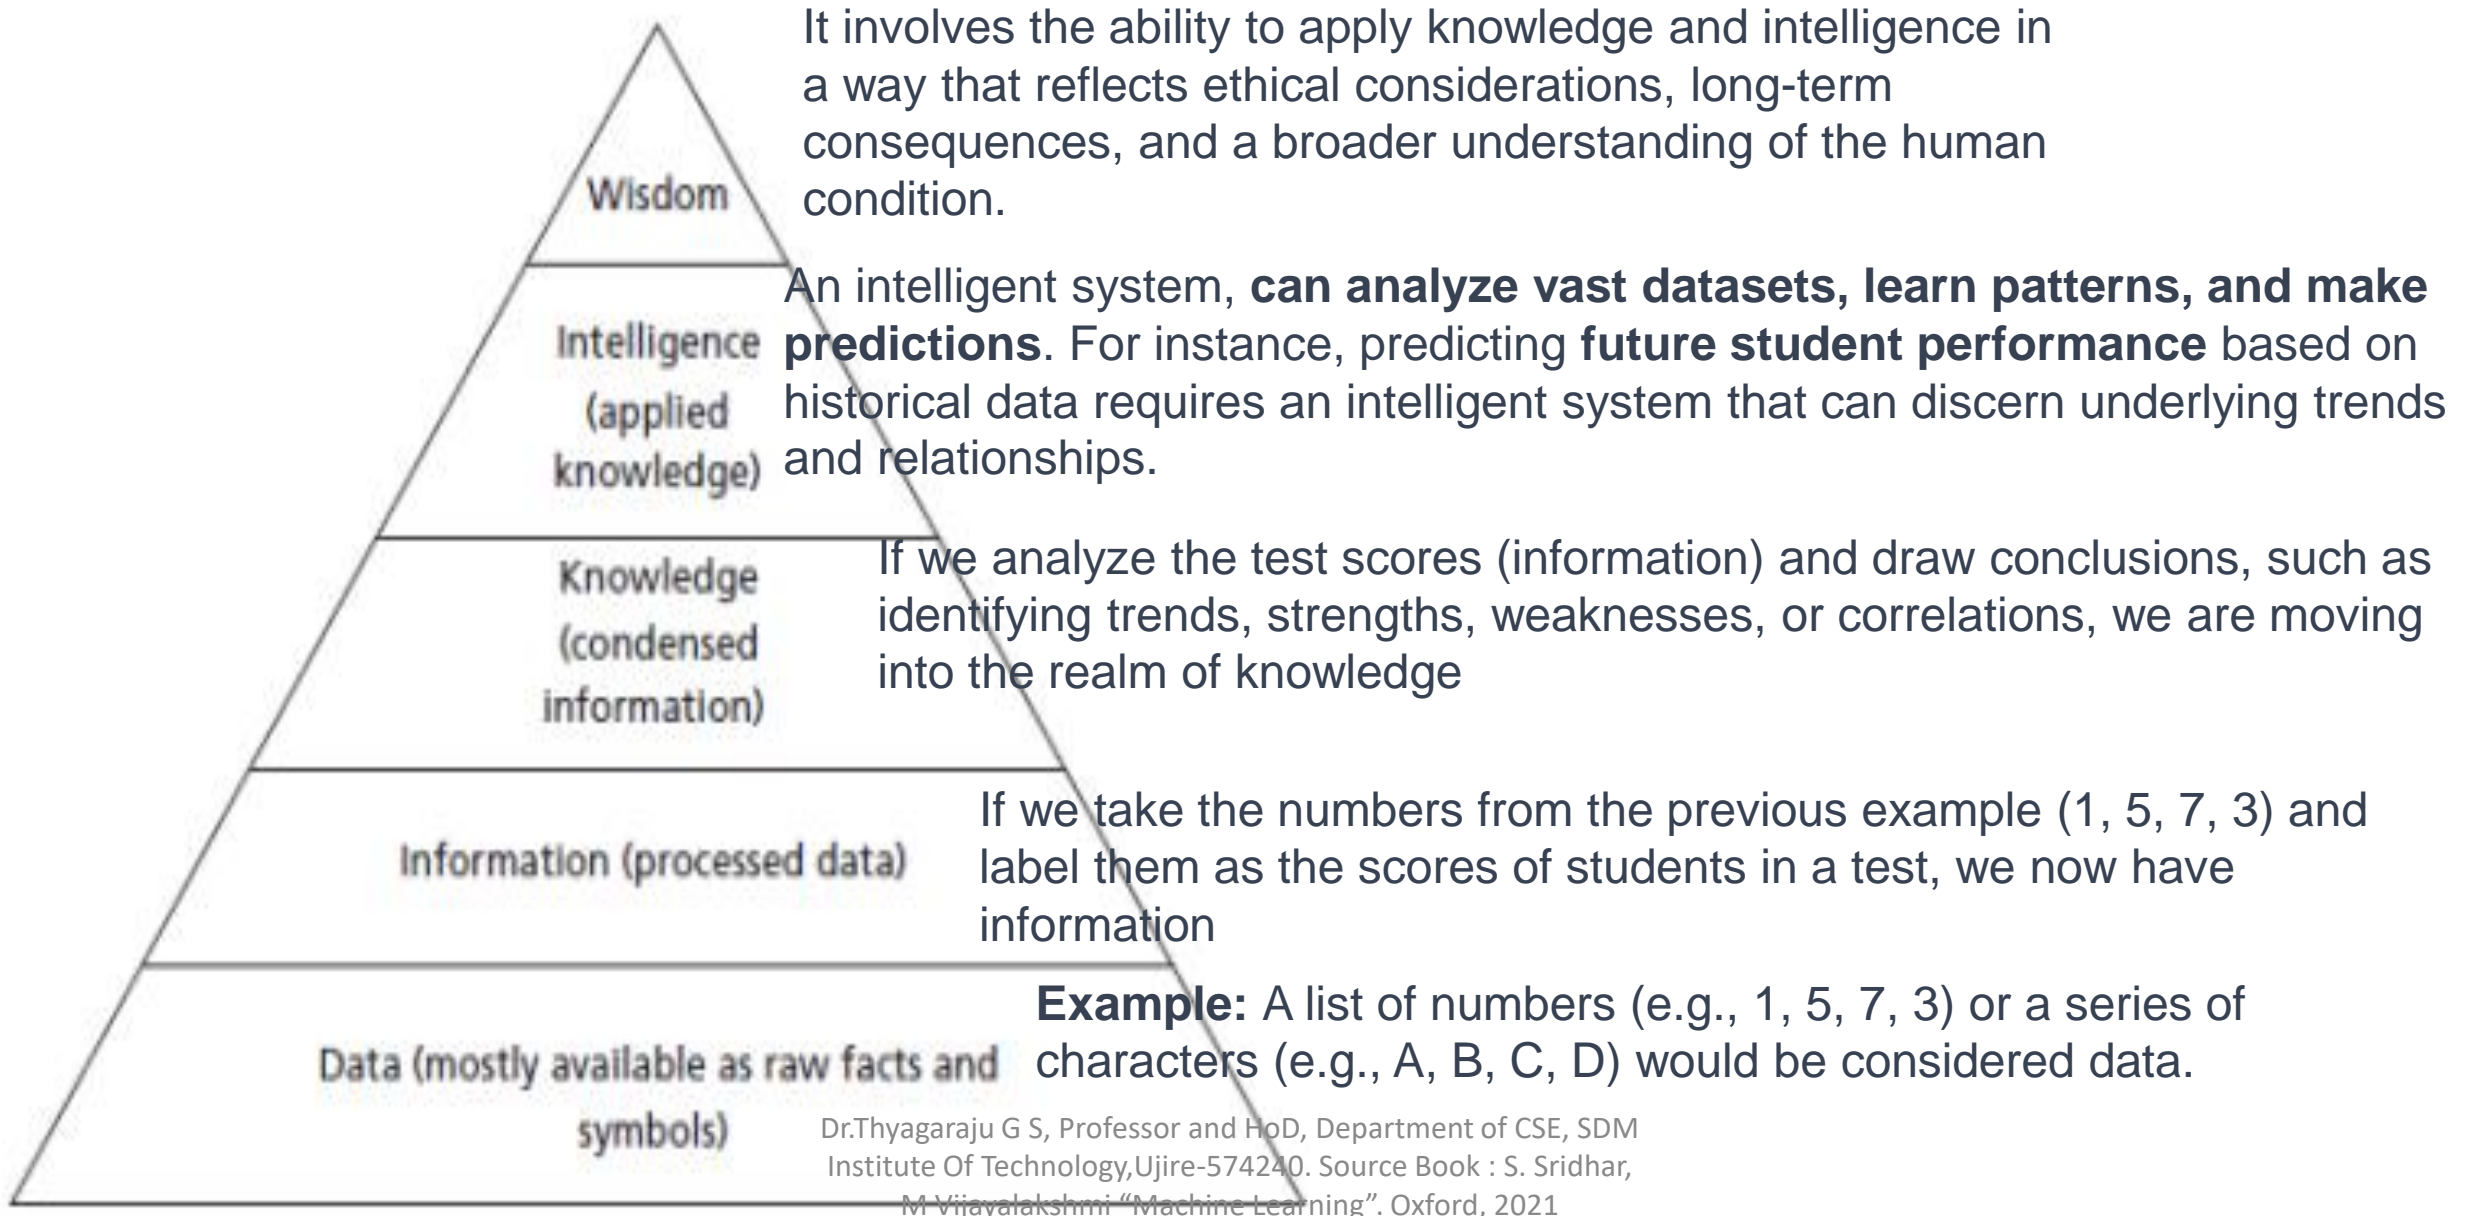 It involves the ability to apply knowledge and intelligence in
a way that reflects ethical considerations, long-term
consequences, and a broader understanding of the human
condition.
Wisdom
An intelligent system, can analyze vast datasets, learn patterns, and make
predictions. For instance, predicting future student performance based on
historical data requires an intelligent system that can discern underlying trends
and relationships.
Intelligence
(applied
knowledge)
If we analyze the test scores (information) and draw conclusions, such as
identifying trends, strengths, weaknesses, or correlations, we are moving
into the realm of knowledge
Knowledge
(condensed
information)
If we take the numbers from the previous example (1, 5, 7, 3) and
label them as the scores of students in a test, we now have
information
Information (processed data)
Example: A list of numbers (e.g., 1, 5, 7, 3) or a series of
characters (e.g., A, B, C, D) would be considered data.
Data (mostly available as raw facts and
symbols)
Dr.Thyagaraju G S, Professor and HoD, Department of CSE, SDM
Institute Of Technology,Ujire-574240. Source Book : S. Sridhar,
M Vijayalakshmi “Machine Learning”. Oxford, 2021